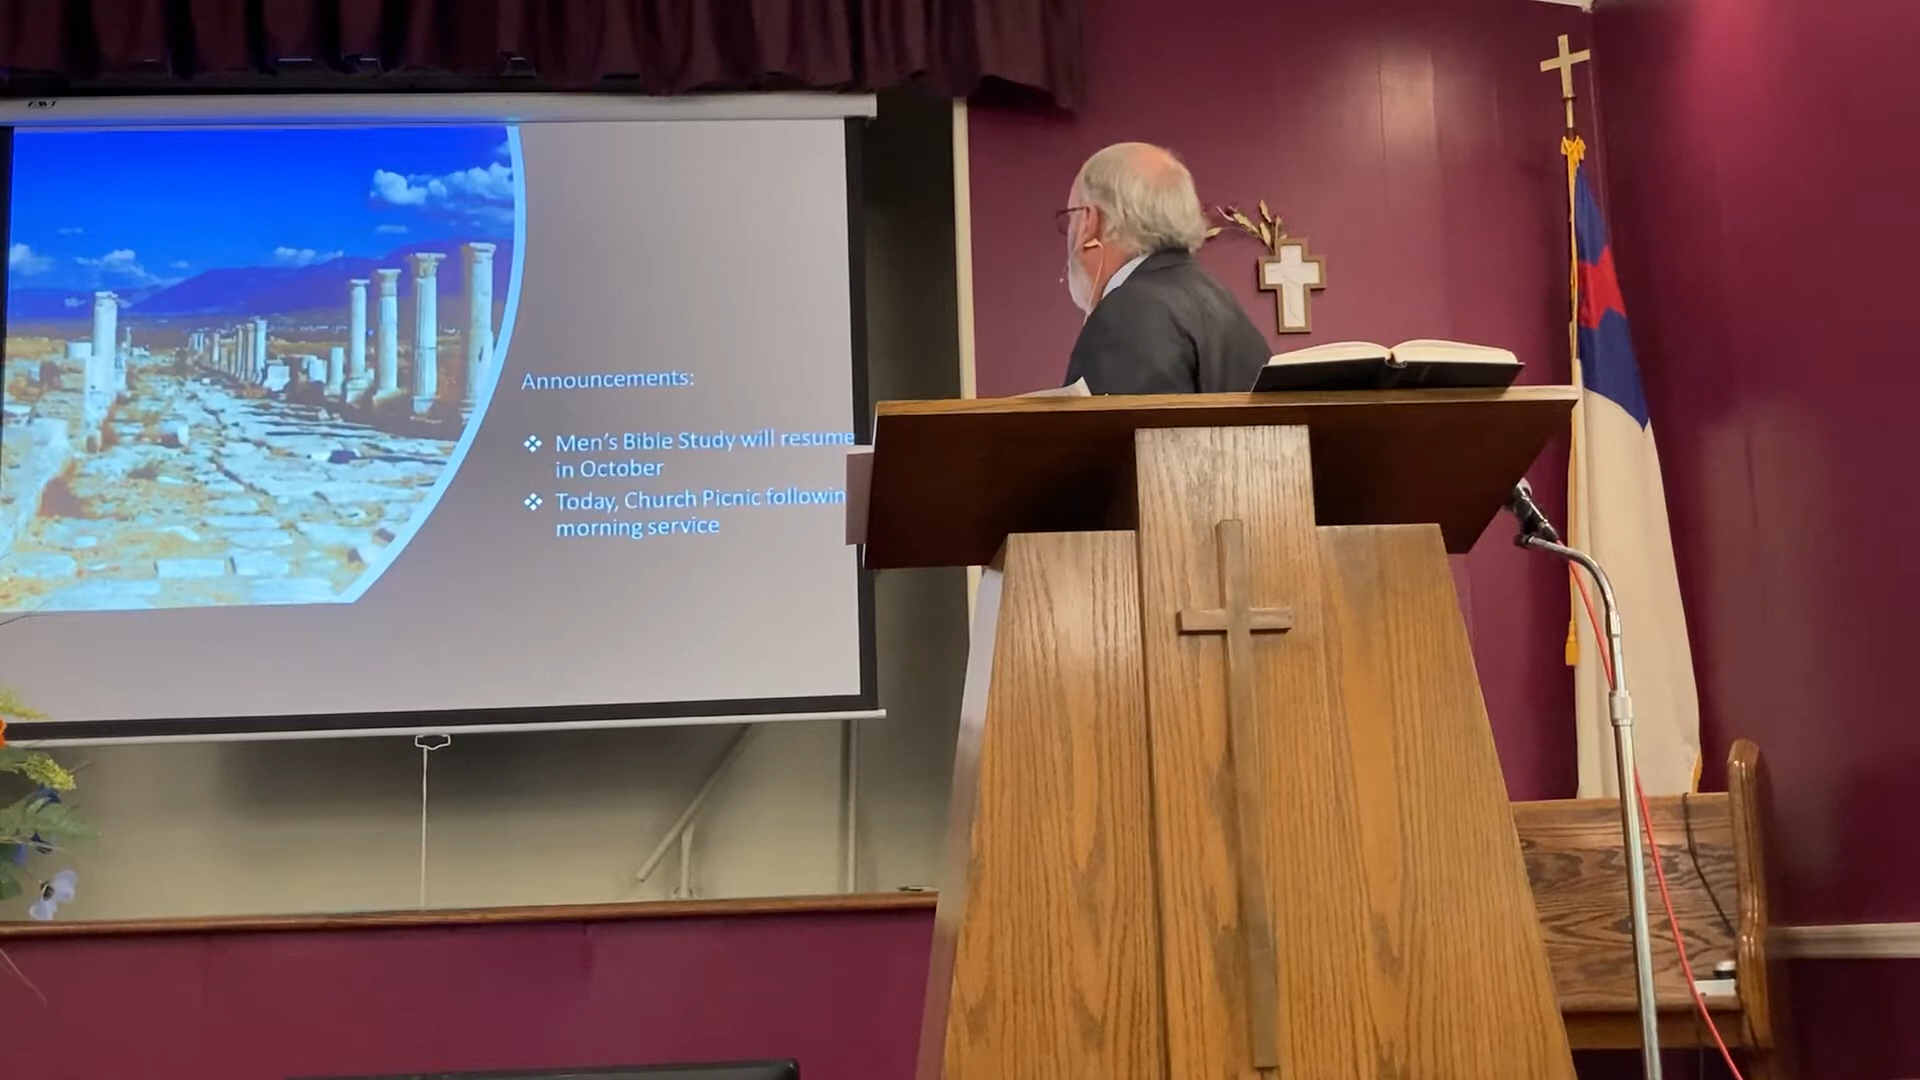 Announcements:
❖ Men's Bible Study will resume
in October
❖ Today, Church Picnic followin
morning service